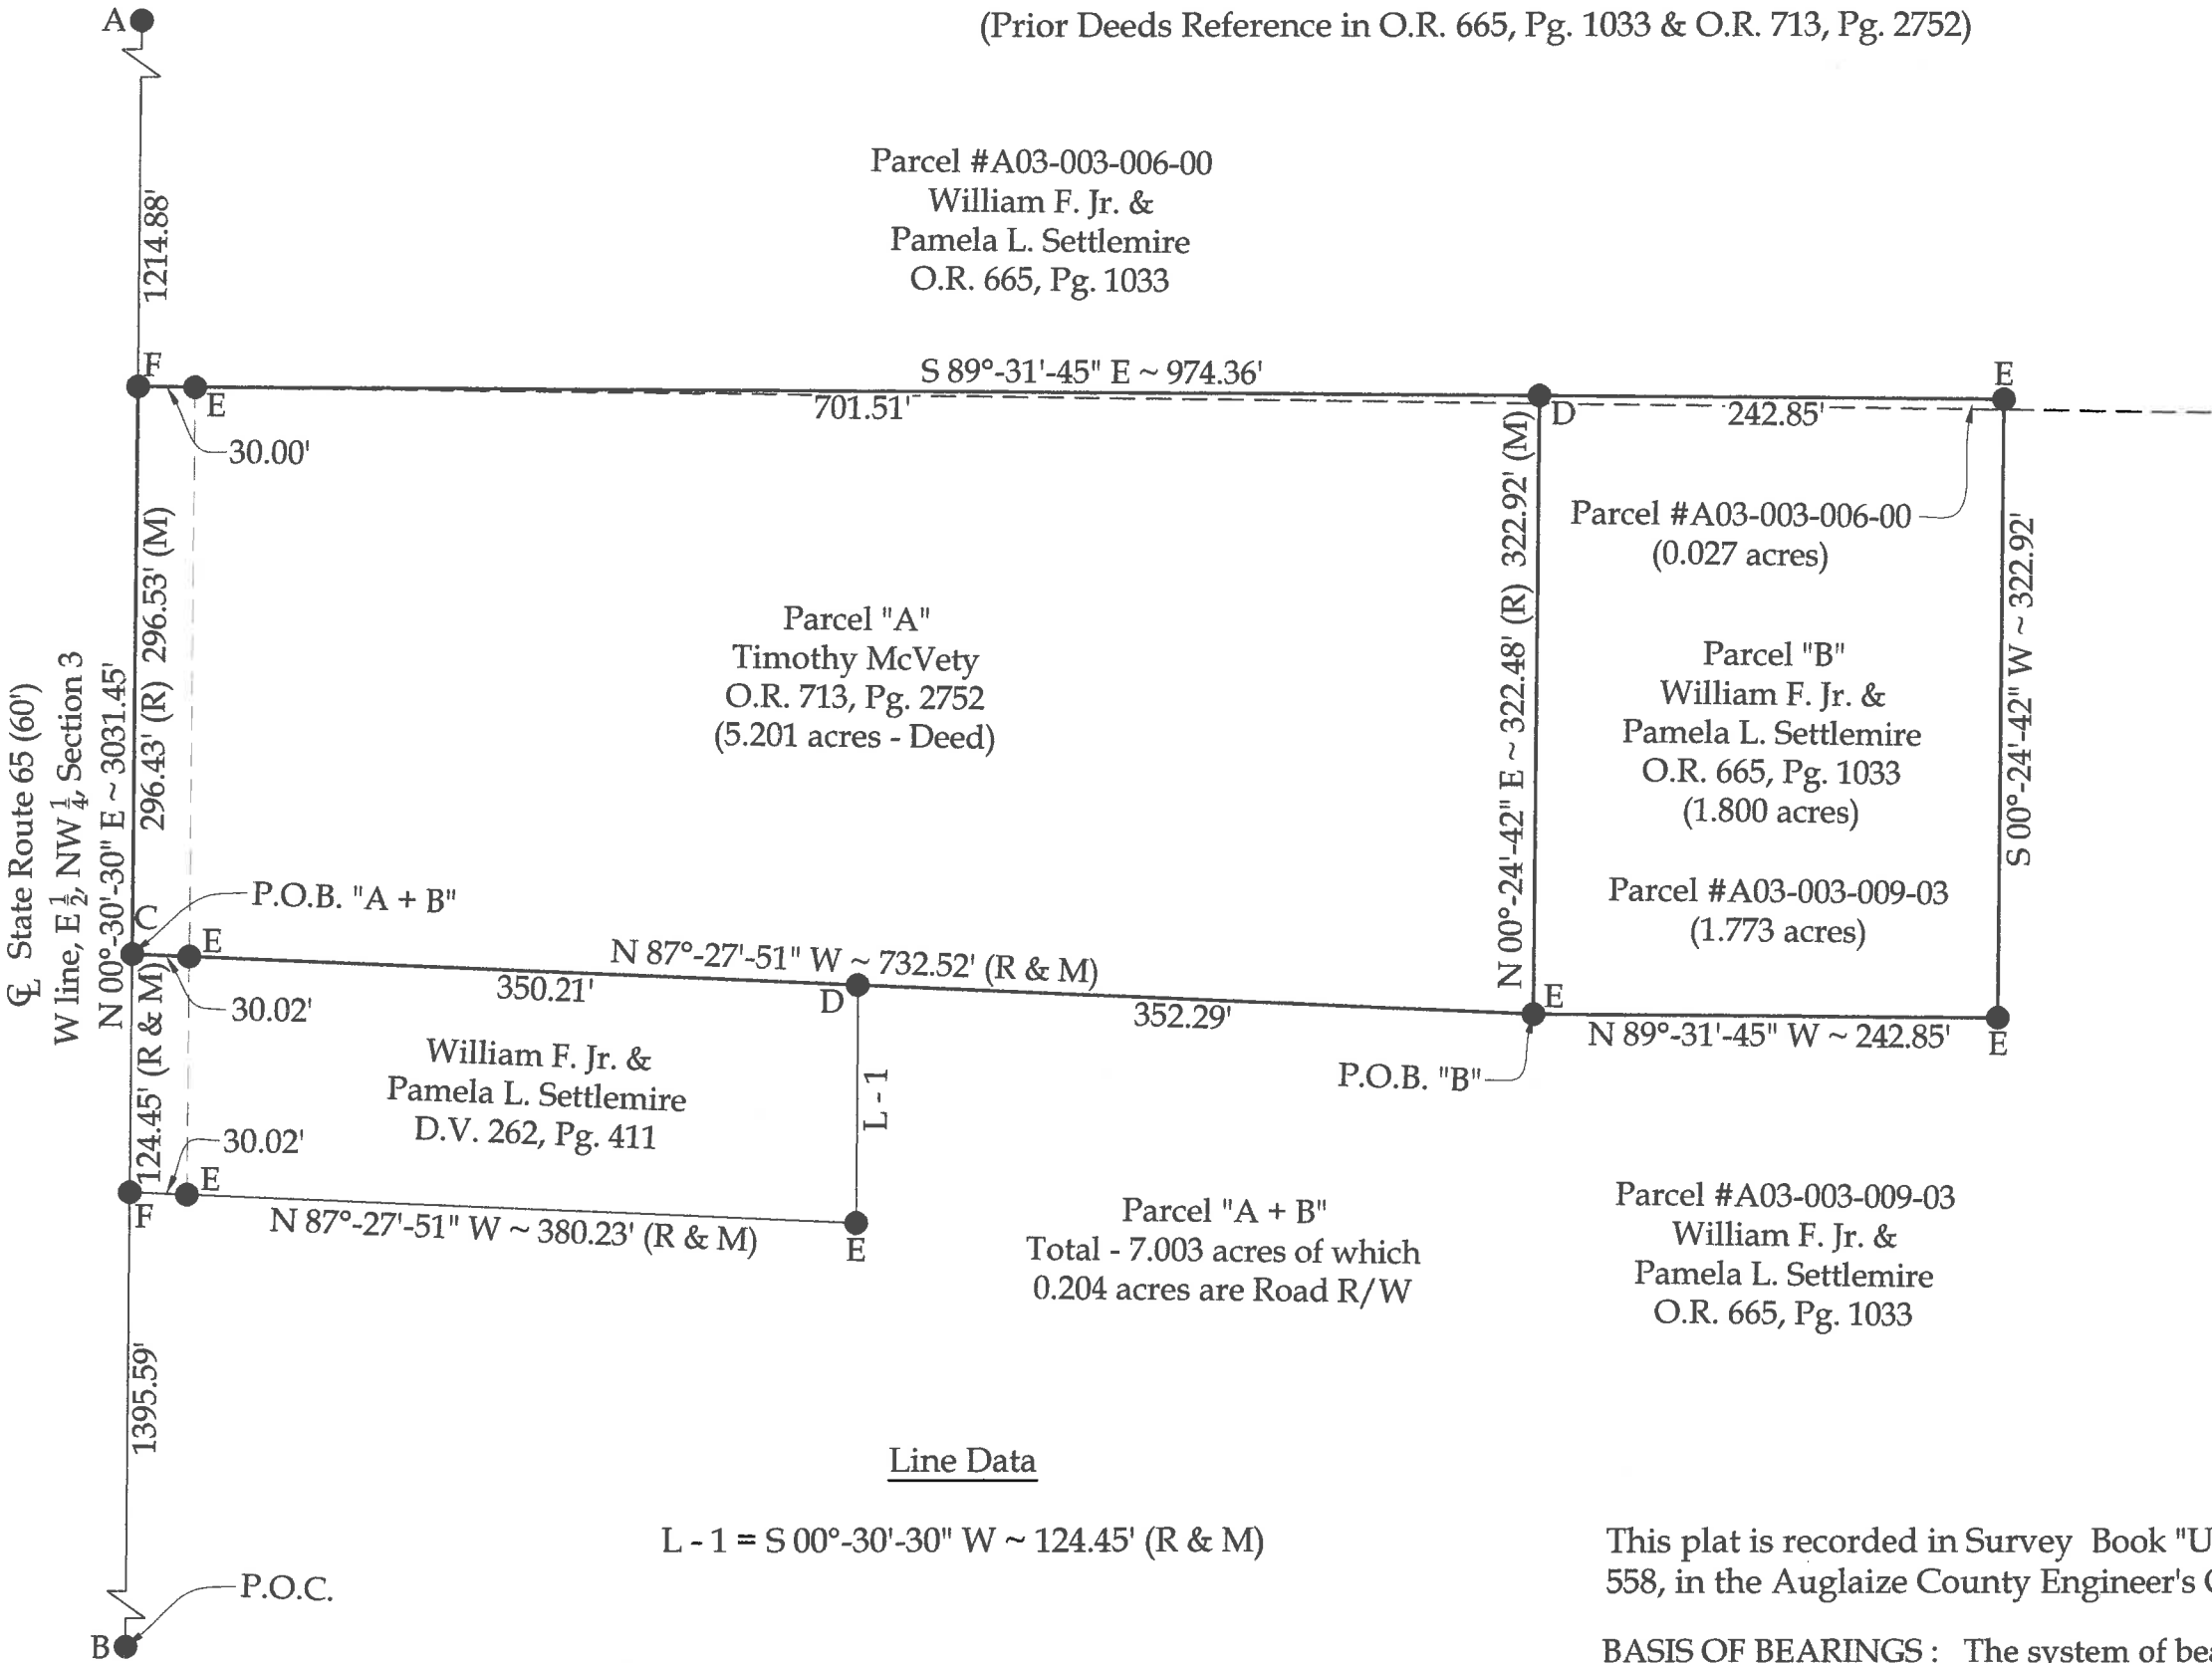 (Prior Deeds Reference in O.R. 665, Pg. 1033 & O.R. 713, Pg. 2752)
A
1214.88'
Parcel #A03-003-006-00
William F. Jr. &
Pamela L. Settlemire
O.R. 665, Pg. 1033
F
E
30.00'
S 89°-31'-45" E ~ 974.36'
701.51'
D
242.85'
E
℄ State Route 65 (60')
W line, E 1/2, NW 1/4, Section 3
N 00°-30'-30" E ~ 3031.45'
296.43' (R) 296.53' (M)
Parcel "A"
Timothy McVety
O.R. 713, Pg. 2752
(5.201 acres - Deed)
N 00°-24'-42" E ~ 322.48' (R) 322.92' (M)
Parcel #A03-003-006-00
(0.027 acres)
Parcel "B"
William F. Jr. &
Pamela L. Settlemire
O.R. 665, Pg. 1033
(1.800 acres)
Parcel #A03-003-009-03
(1.773 acres)
S 00°-24'-42" W ~ 322.92'
P.O.B. "A + B"
C
E
30.02'
N 87°-27'-51" W ~ 732.52' (R & M)
350.21'
D
352.29'
E
N 89°-31'-45" W ~ 242.85'
E
P.O.B. "B"
124.45' (R & M)
William F. Jr. &
Pamela L. Settlemire
D.V. 262, Pg. 411
L - 1
30.02'
E
F
N 87°-27'-51" W ~ 380.23' (R & M)
E
Parcel "A + B"
Total - 7.003 acres of which
0.204 acres are Road R/W
Parcel #A03-003-009-03
William F. Jr. &
Pamela L. Settlemire
O.R. 665, Pg. 1033
1395.59'
Line Data
L - 1 = S 00°-30'-30" W ~ 124.45' (R & M)
P.O.C.
B
This plat is recorded in Survey Book "U
558, in the Auglaize County Engineer's
BASIS OF BEARINGS : The system of